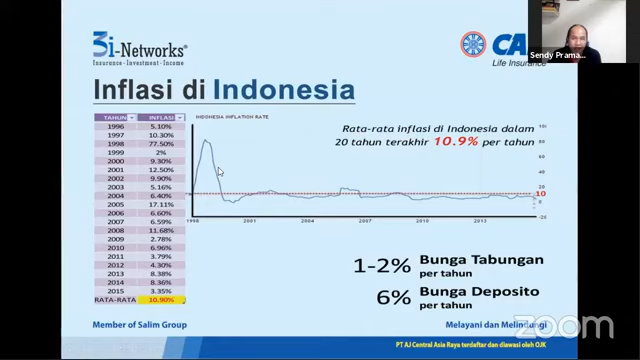 3i-Networks®
Insurance · Investment · Income
Life Insurance
Sendy Prama...
Inflasi di Indonesia
TAHUN INFLASI
1996 5.10%
1997 10.30%
1998 77.50%
1999 2%
2000 9.30%
2001 12.50%
2002 9.90%
2003 5.16%
2004 6.40%
2005 17.11%
2006 6.60%
2007 6.59%
2008 11.68%
2009 2.78%
2010 6.96%
2011 3.79%
2012 4.30%
2013 8.38%
2014 8.36%
2015 3.35%
RATA-RATA 10.90%
INDONESIA INFLATION RATE
Rata-rata inflasi di Indonesia dalam
20 tahun terakhir 10.9% per tahun
80
60
40
20
10
-20
1998 2001 2004 2007 2010 2013
1-2% Bunga Tabungan
per tahun
6% Bunga Deposito
per tahun
Member of Salim Group
Melayani dan Melindungi
zoom
PT AJ Central Asia Raya terdaftar dan diawasi oleh OJK